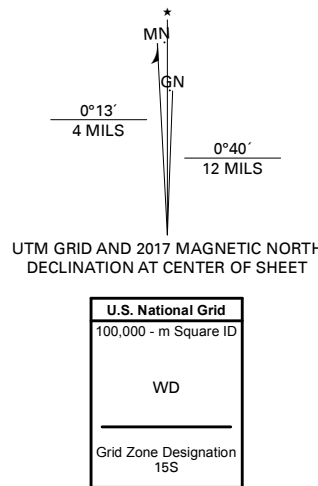 ★
MN
GN
0°13´
4 MILS
0°40´
12 MILS
UTM GRID AND 2017 MAGNETIC NORTH
DECLINATION AT CENTER OF SHEET
U.S. National Grid
100,000 - m Square ID
WD
Grid Zone Designation
15S